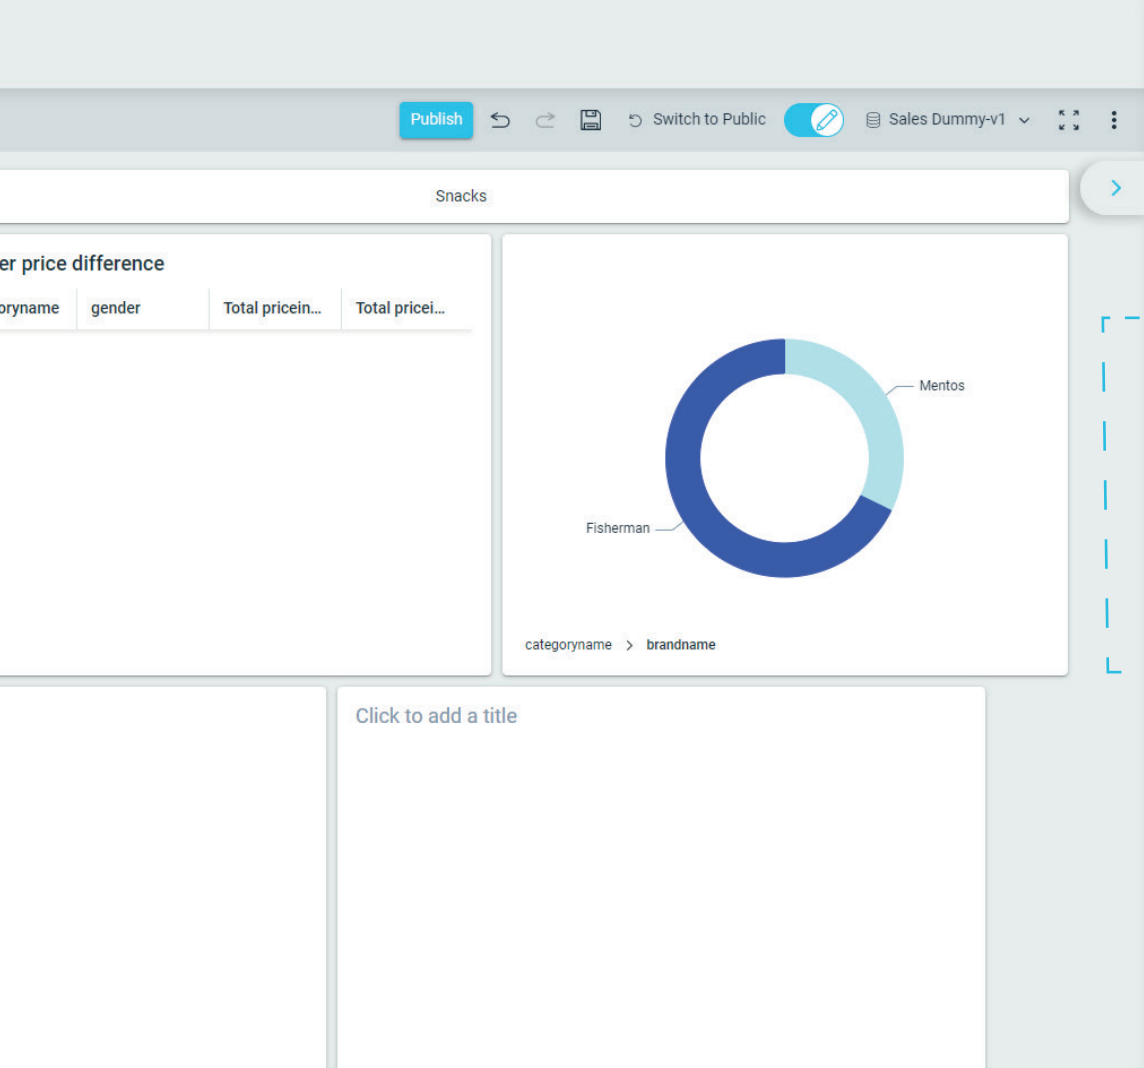 Publish Switch to Public Sales Dummy-v1
Snacks
er price difference
oryname gender Total pricein... Total pricei...
Mentos
Fisherman
categoryname > brandname
Click to add a title